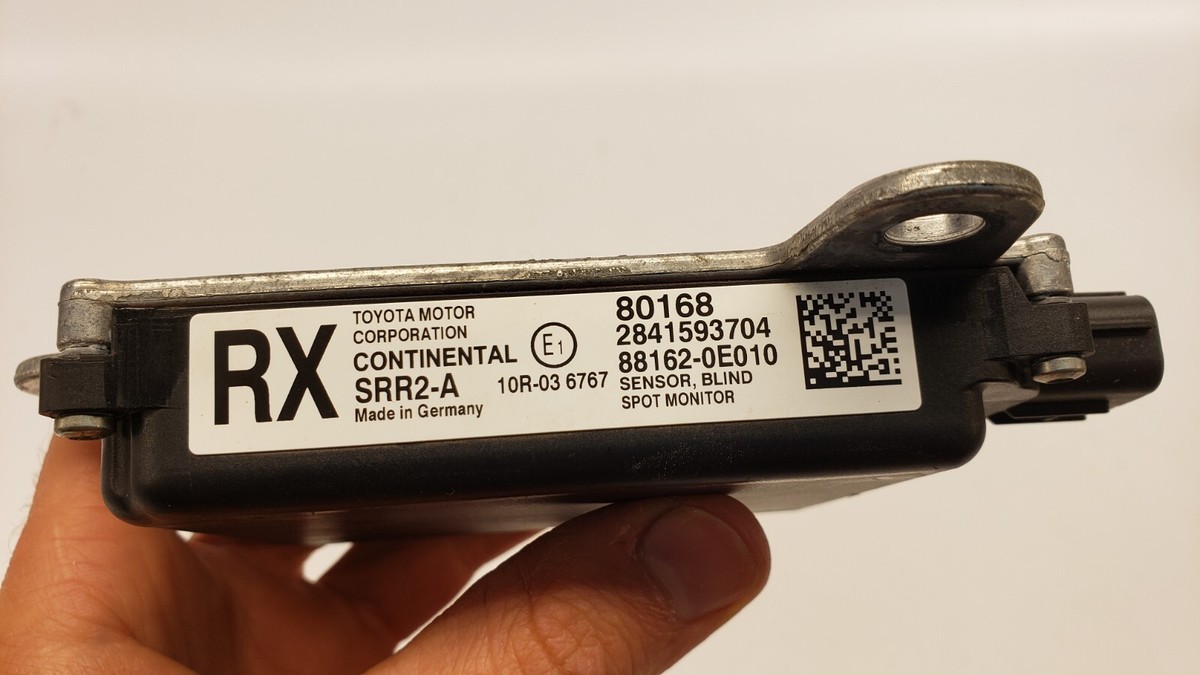 RX
TOYOTA MOTOR
CORPORATION
CONTINENTAL
SRR2-A
Made in Germany
E1
10R-03 6767
80168
2841593704
88162-0E010
SENSOR, BLIND
SPOT MONITOR